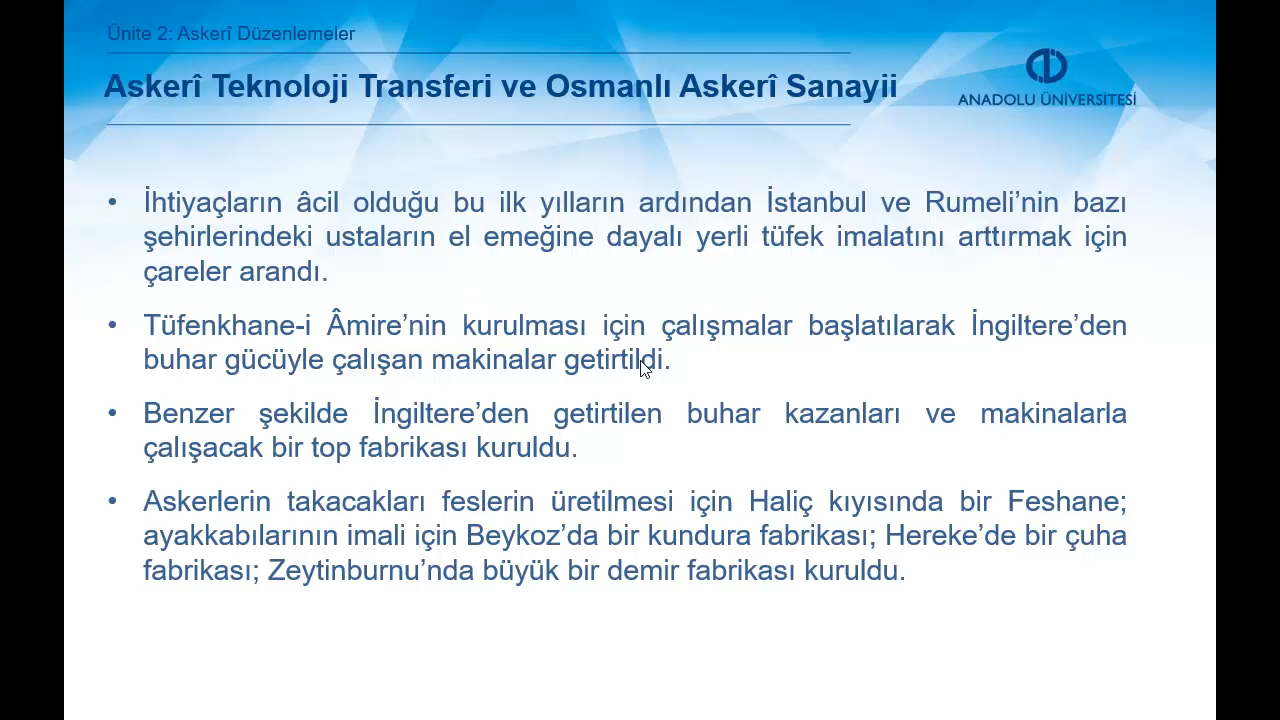 Ünite 2: Askerî Düzenlemeler
Askerî Teknoloji Transferi ve Osmanlı Askerî Sanayii
ANADOLU ÜNİVERSİTESİ
• İhtiyaçların âcil olduğu bu ilk yılların ardından İstanbul ve Rumeli’nin bazı
şehirlerindeki ustaların el emeğine dayalı yerli tüfek imalatını arttırmak için
çareler arandı.
• Tüfenkhane-i Âmire’nin kurulması için çalışmalar başlatılarak İngiltere’den
buhar gücüyle çalışan makinalar getirtildi.
• Benzer şekilde İngiltere’den getirtilen buhar kazanları ve makinalarla
çalışacak bir top fabrikası kuruldu.
• Askerlerin takacakları feslerin üretilmesi için Haliç kıyısında bir Feshane;
ayakkabılarının imali için Beykoz’da bir kundura fabrikası; Hereke’de bir çuha
fabrikası; Zeytinburnu’nda büyük bir demir fabrikası kuruldu.